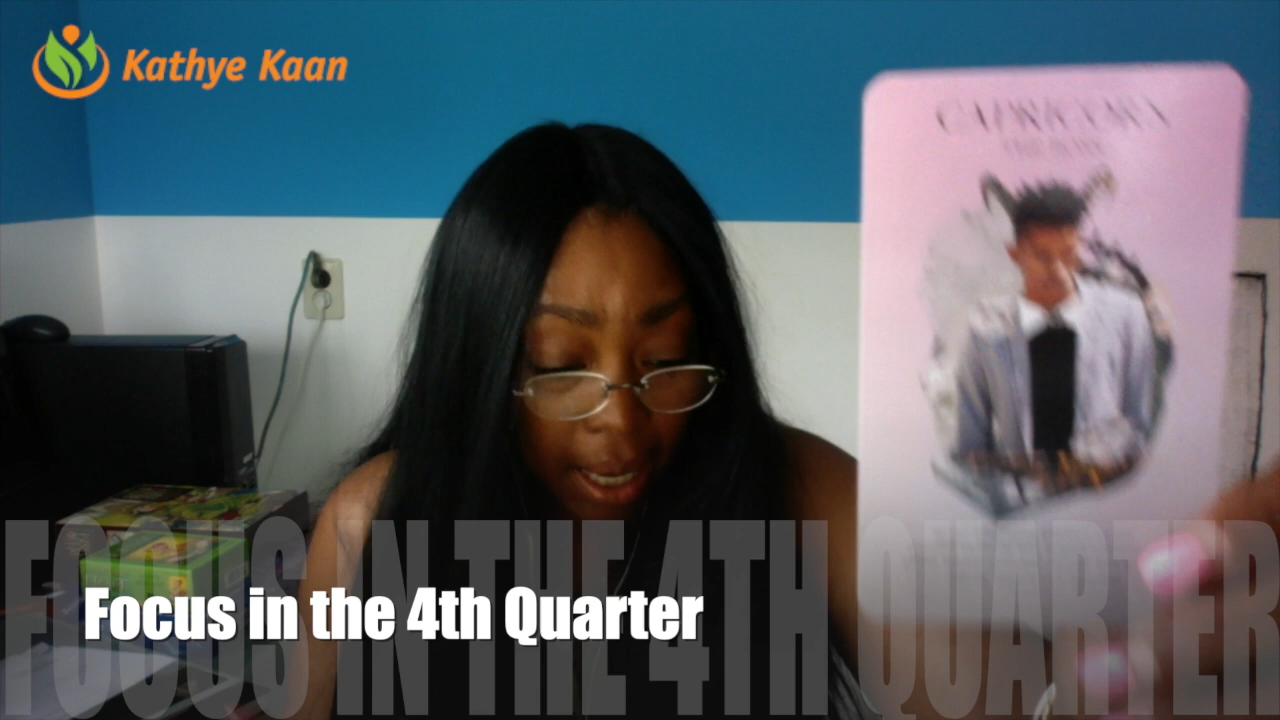 Kathye Kaan
CAPRICORN
FOCUS IN THE 4TH QUARTER
Focus in the 4th Quarter